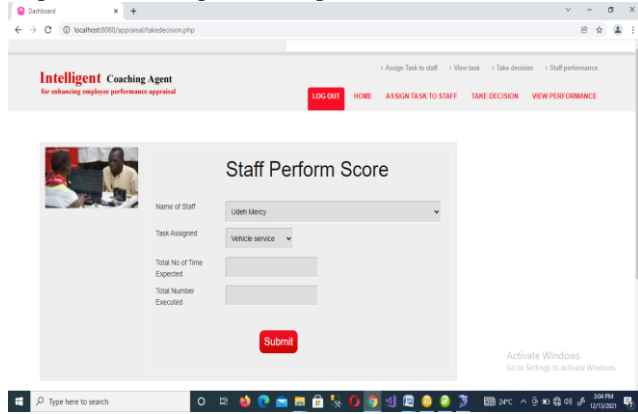 Dashboard
localhost:8080/appraisal/takedecision.php
Assign Task to staff View task Take decision Staff performance
Intelligent Coaching Agent
for enhancing employee performance appraisal
LOG OUT HOME ASSIGN TASK TO STAFF TAKE DECISION VIEW PERFORMANCE
Staff Perform Score
Name of Staff
Udeh Mercy
Task Assigned
Vehicle service
Total No of Time
Expected
Total Number
Executed
Submit
Activate Windows
Go to Settings to activate Windows.
Type here to search
24°C
3:04 PM
12/13/2021